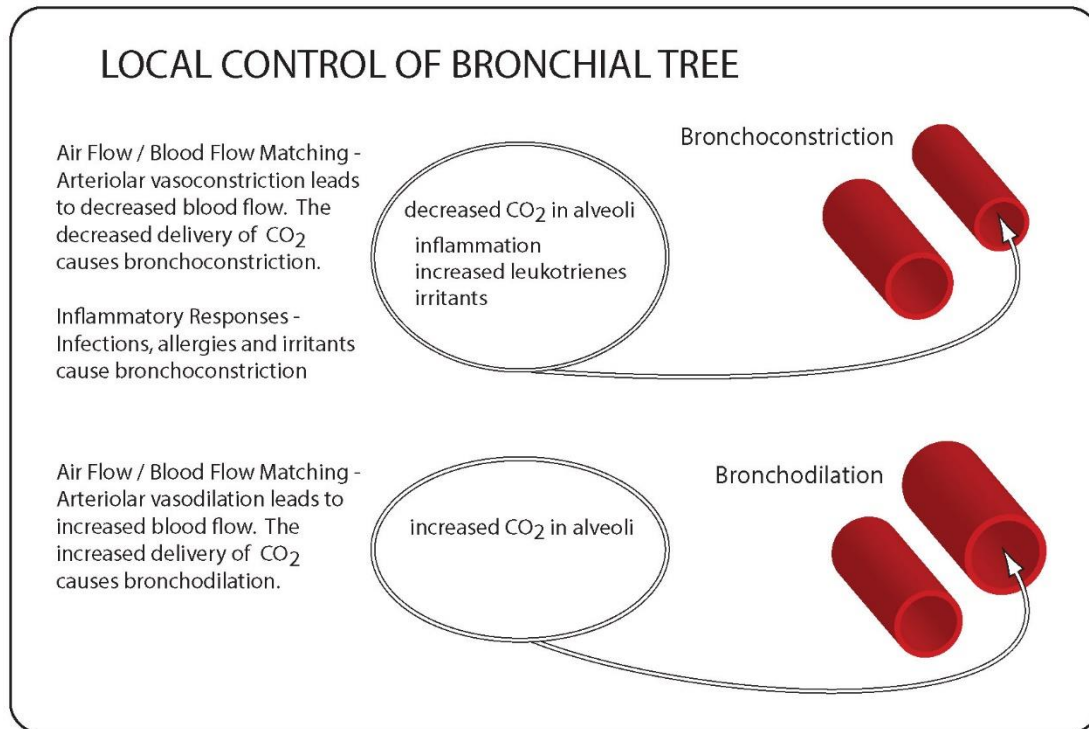 LOCAL CONTROL OF BRONCHIAL TREE
Air Flow / Blood Flow Matching -
Arteriolar vasoconstriction leads
to decreased blood flow. The
decreased delivery of CO2
causes bronchoconstriction.
Inflammatory Responses -
Infections, allergies and irritants
cause bronchoconstriction
decreased CO2 in alveoli
inflammation
increased leukotrienes
irritants
Bronchoconstriction
Air Flow / Blood Flow Matching -
Arteriolar vasodilation leads to
increased blood flow. The
increased delivery of CO2
causes bronchodilation.
increased CO2 in alveoli
Bronchodilation